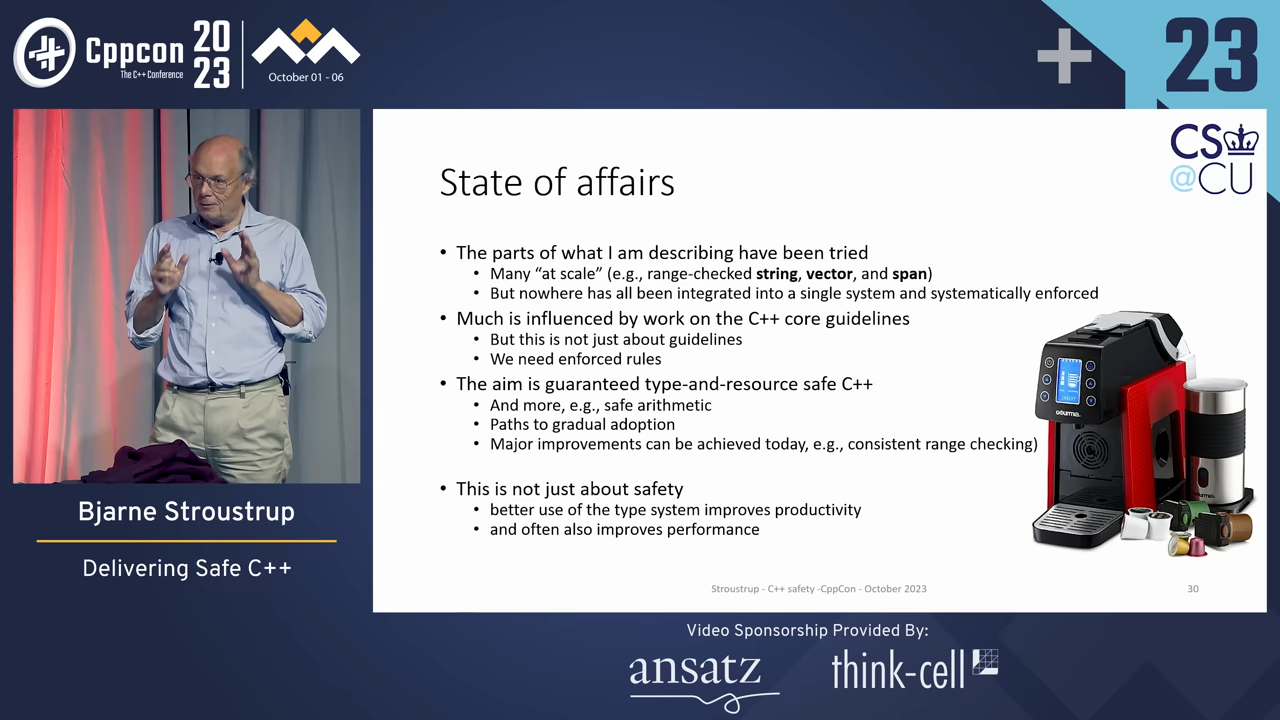 Cppcon
The C++ Conference
20
23
October 01 - 06
+ 23
CS
@CU
State of affairs
• The parts of what I am describing have been tried
• Many “at scale” (e.g., range-checked string, vector, and span)
• But nowhere has all been integrated into a single system and systematically enforced
• Much is influenced by work on the C++ core guidelines
• But this is not just about guidelines
• We need enforced rules
• The aim is guaranteed type-and-resource safe C++
• And more, e.g., safe arithmetic
• Paths to gradual adoption
• Major improvements can be achieved today, e.g., consistent range checking)
• This is not just about safety
• better use of the type system improves productivity
• and often also improves performance
Gourmia
Stroustrup - C++ safety -CppCon - October 2023
30
Bjarne Stroustrup
Delivering Safe C++
Video Sponsorship Provided By:
ansatz
think-cell